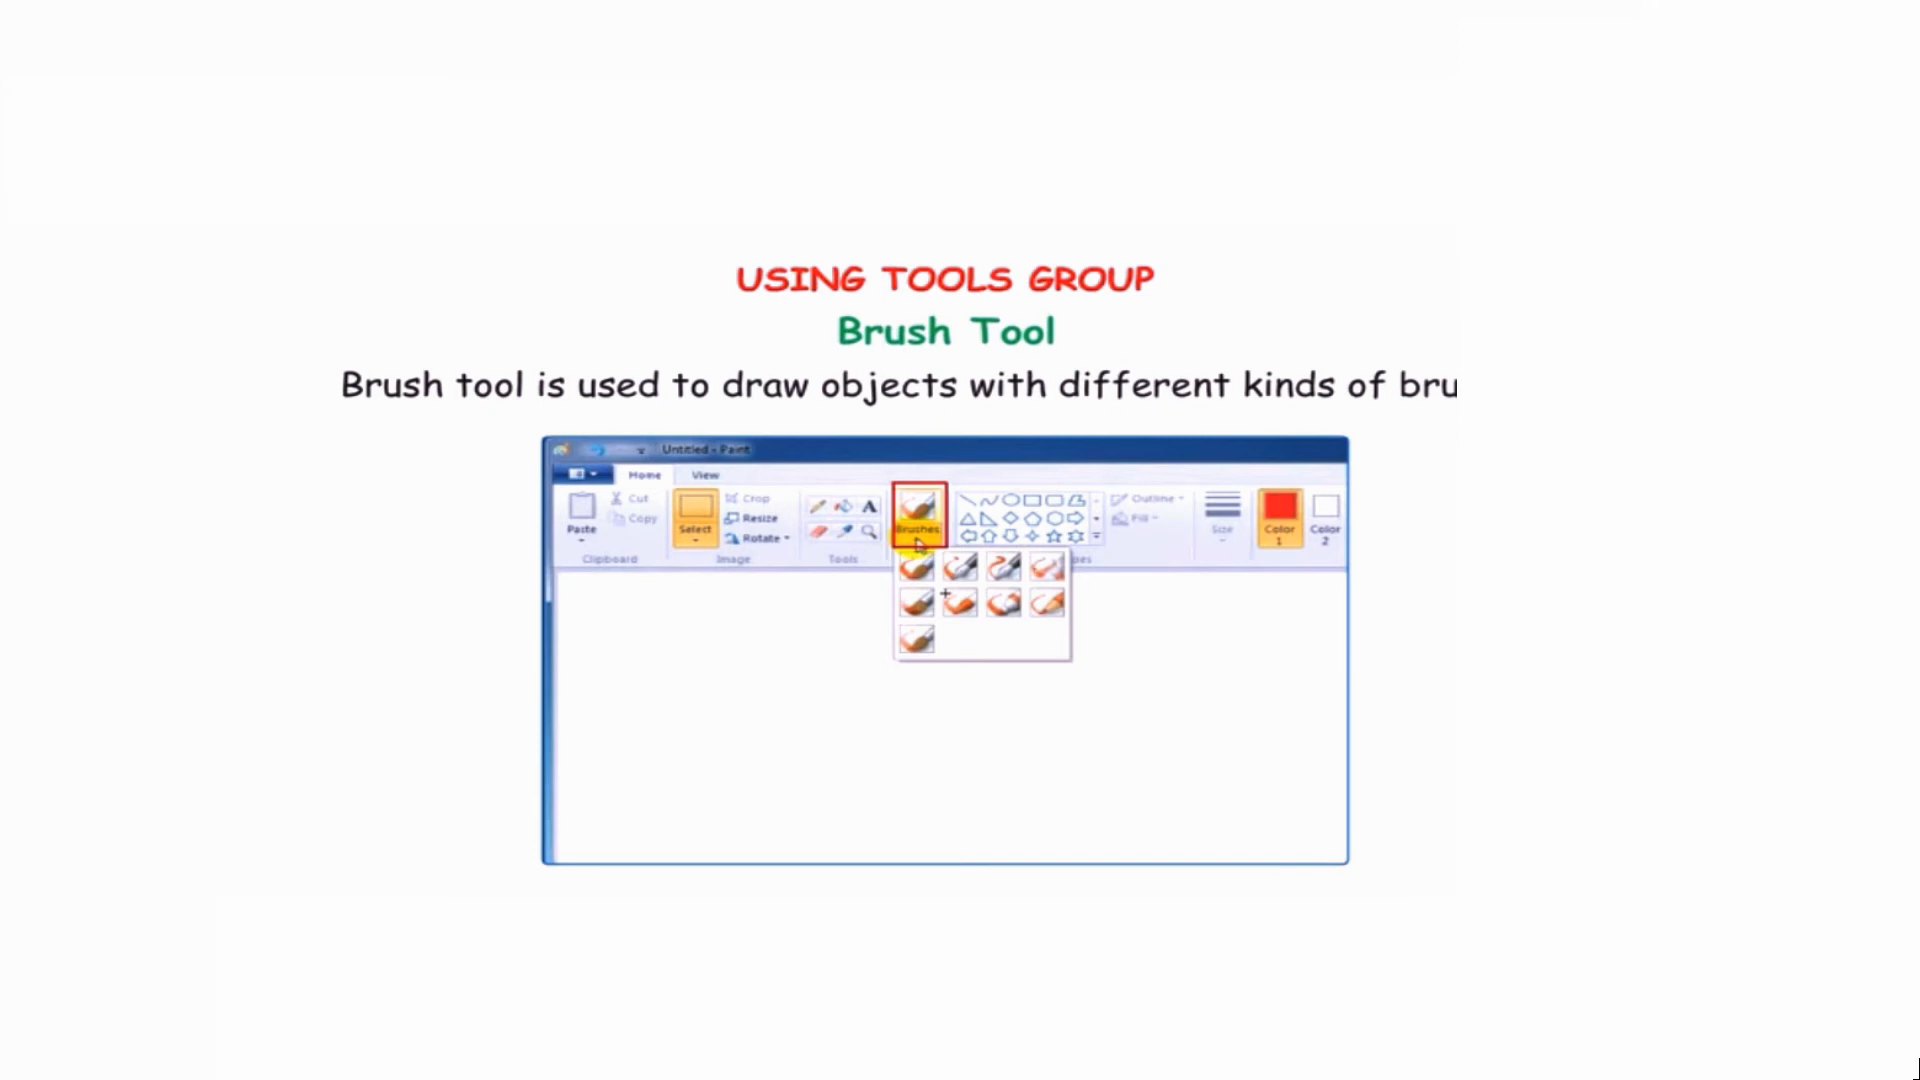 USING TOOLS GROUP
Brush Tool
Brush tool is used to draw objects with different kinds of bru
Untitled - Paint
Home View
Cut
Copy
Paste
Clipboard
Select
Crop
Resize
Rotate
Image
A
Tools
Brushes
pes
Outline
Fill
Size
Color 1
Color 2